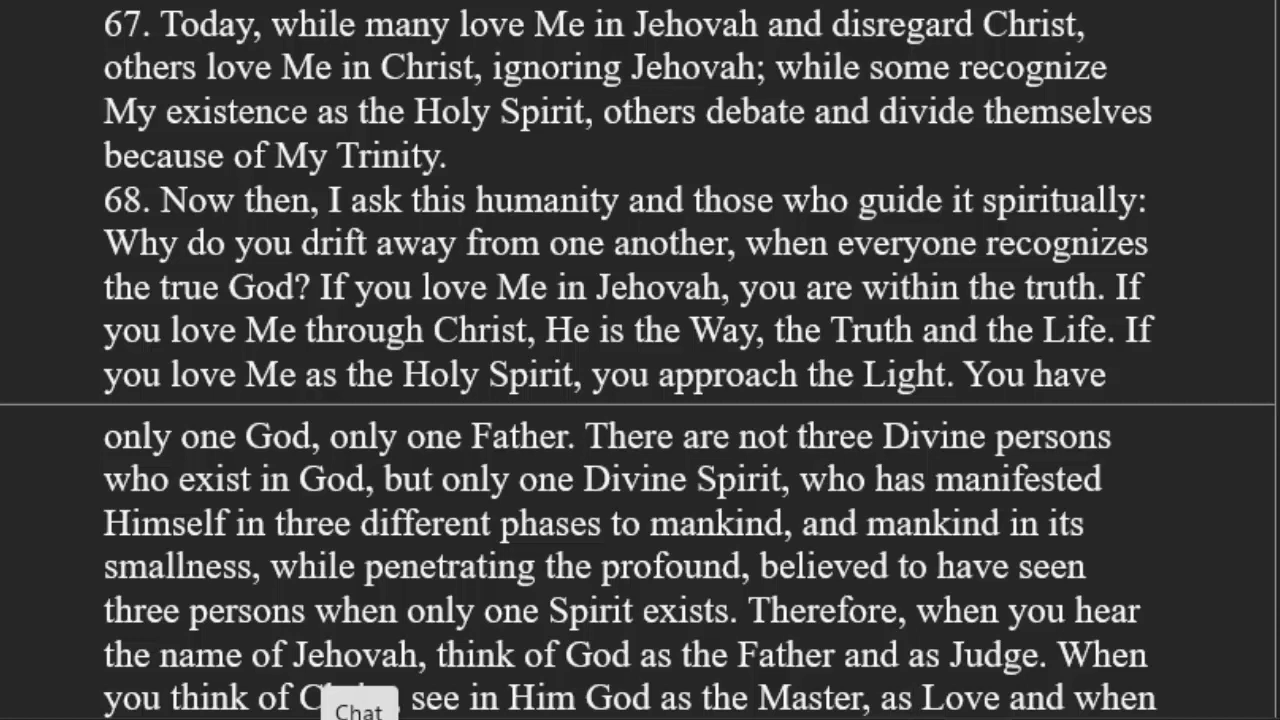 67. Today, while many love Me in Jehovah and disregard Christ,
others love Me in Christ, ignoring Jehovah; while some recognize
My existence as the Holy Spirit, others debate and divide themselves
because of My Trinity.
68. Now then, I ask this humanity and those who guide it spiritually:
Why do you drift away from one another, when everyone recognizes
the true God? If you love Me in Jehovah, you are within the truth. If
you love Me through Christ, He is the Way, the Truth and the Life. If
you love Me as the Holy Spirit, you approach the Light. You have
only one God, only one Father. There are not three Divine persons
who exist in God, but only one Divine Spirit, who has manifested
Himself in three different phases to mankind, and mankind in its
smallness, while penetrating the profound, believed to have seen
three persons when only one Spirit exists. Therefore, when you hear
the name of Jehovah, think of God as the Father and as Judge. When
you think of see in Him God as the Master, as Love and when
Chat